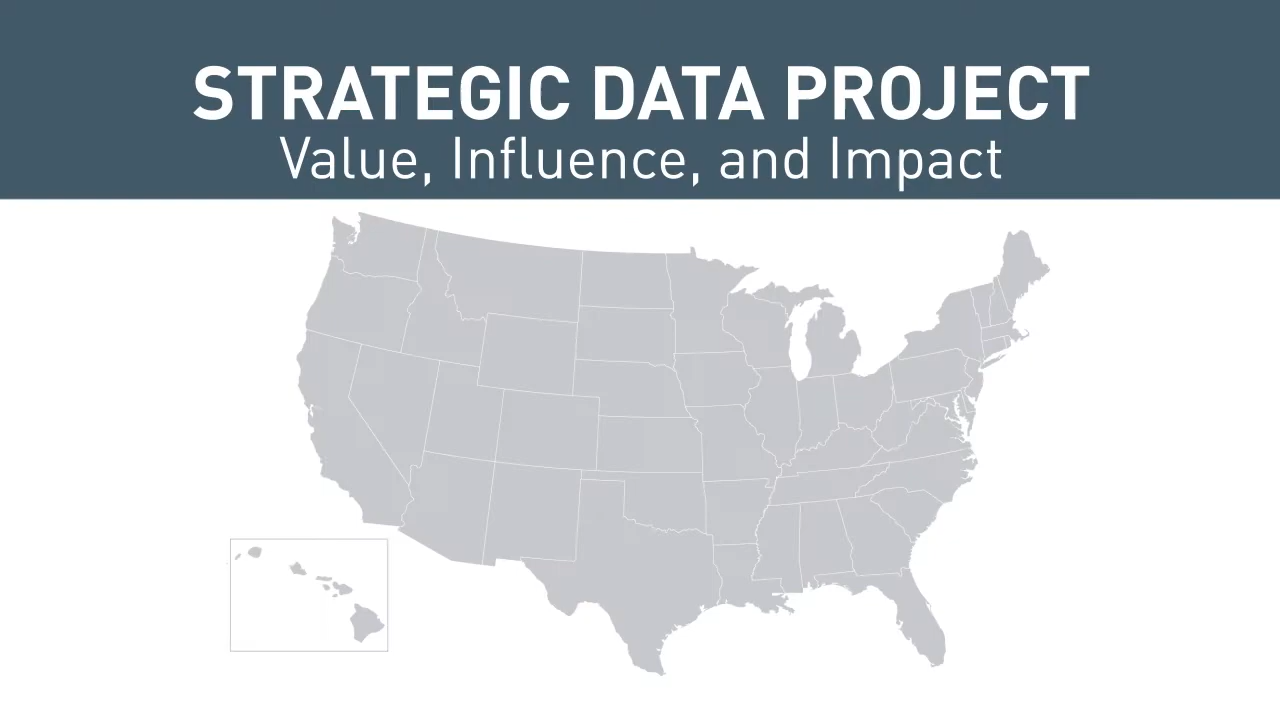 STRATEGIC DATA PROJECT
Value, Influence, and Impact